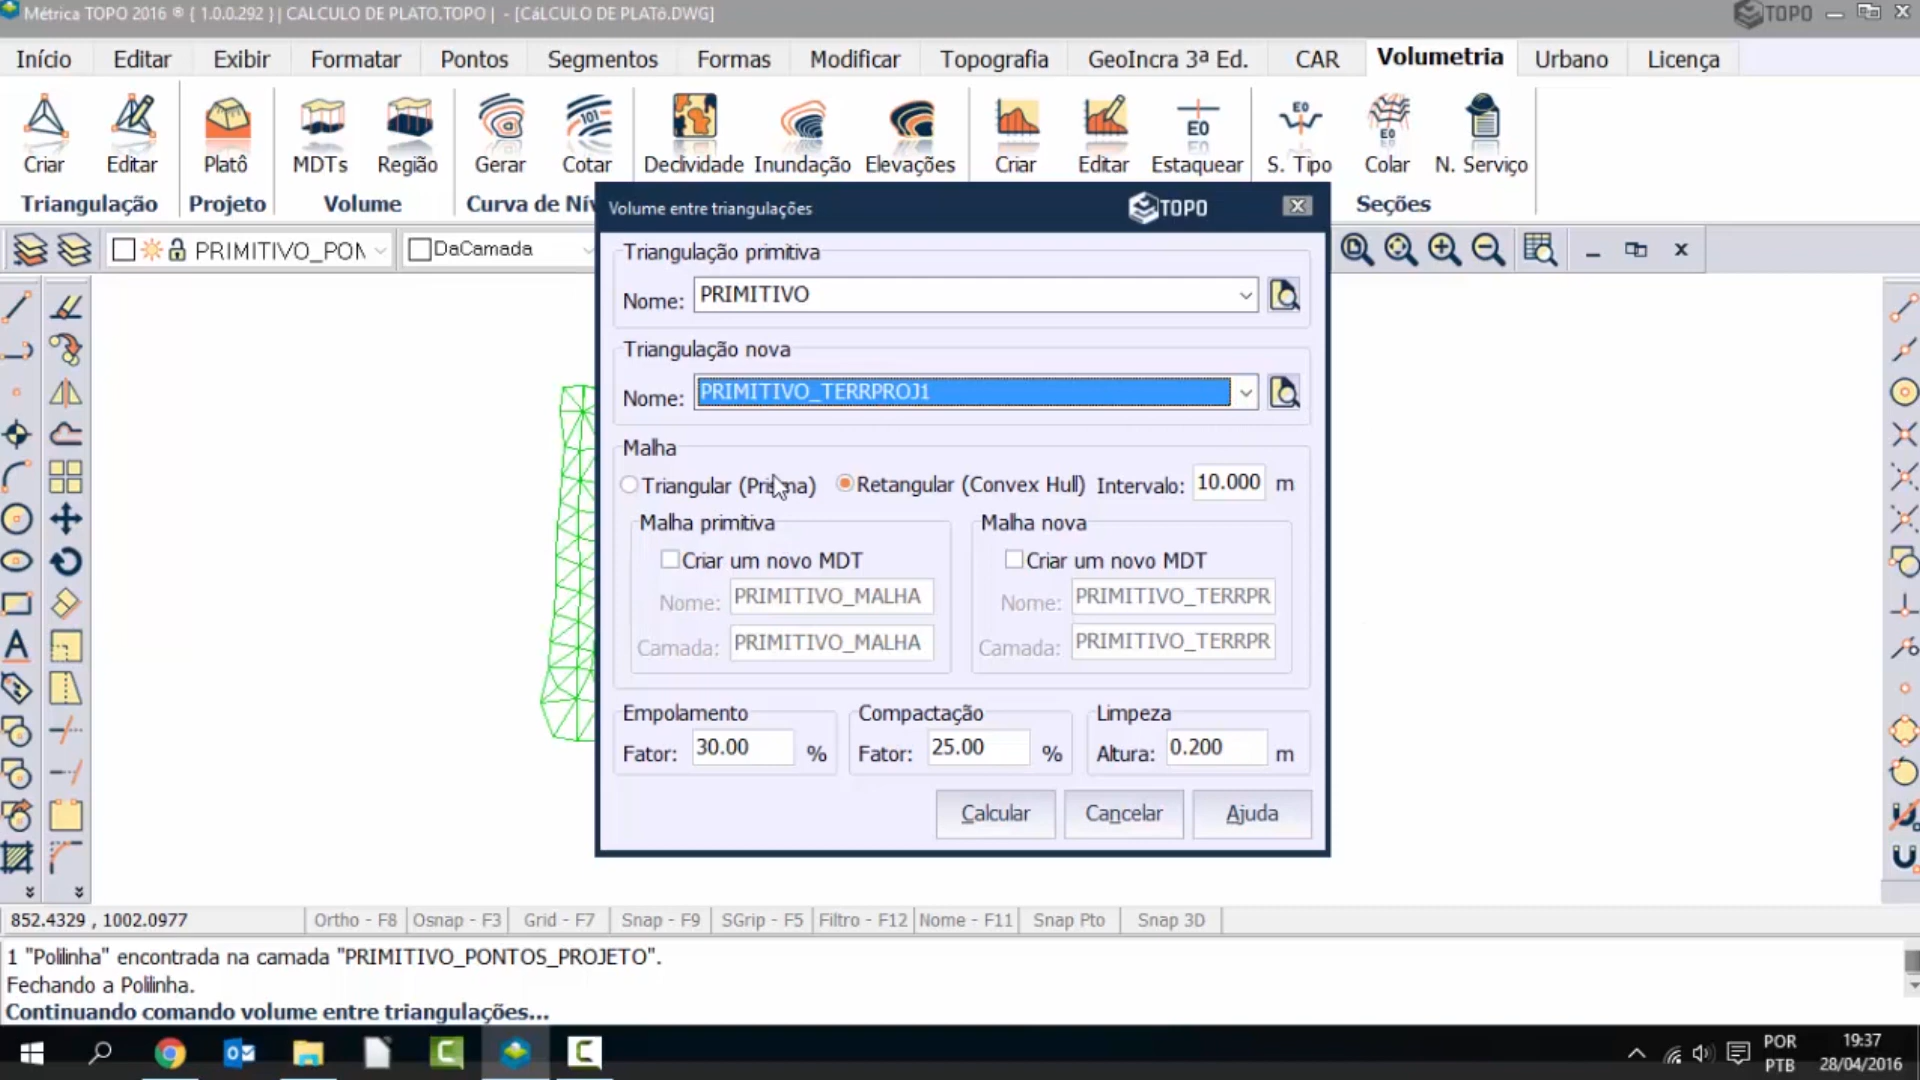 Métrica TOPO 2016 ® { 1.0.0.292 } | CALCULO DE PLATO.TOPO | - [CáLCULO DE PLATô.DWG]
TOPO
Início Editar Exibir Formatar Pontos Segmentos Formas Modificar Topografia GeoIncra 3ª Ed. CAR Volumetria Urbano Licença
101 E0 E0 E0
Criar Editar Platô MDTs Região Gerar Cotar Declividade Inundação Elevações Criar Editar Estaquear S. Tipo Colar N. Serviço
Triangulação Projeto Volume Curva de Nív Seções
PRIMITIVO_PON DaCamada
Volume entre triangulações TOPO
Triangulação primitiva
Nome: PRIMITIVO
Triangulação nova
Nome: PRIMITIVO_TERRPROJ1
Malha
Triangular (Prisma) Retangular (Convex Hull) Intervalo: 10.000 m
Malha primitiva Malha nova
Criar um novo MDT Criar um novo MDT
Nome: PRIMITIVO_MALHA Nome: PRIMITIVO_TERRPR
Camada: PRIMITIVO_MALHA Camada: PRIMITIVO_TERRPR
Empolamento Compactação Limpeza
Fator: 30.00 % Fator: 25.00 % Altura: 0.200 m
Calcular Cancelar Ajuda
852.4329 , 1002.0977 Ortho - F8 Osnap - F3 Grid - F7 Snap - F9 SGrip - F5 Filtro - F12 Nome - F11 Snap Pto Snap 3D
1 "Polilinha" encontrada na camada "PRIMITIVO_PONTOS_PROJETO".
Fechando a Polilinha.
Continuando comando volume entre triangulações...
POR 19:37
PTB 28/04/2016